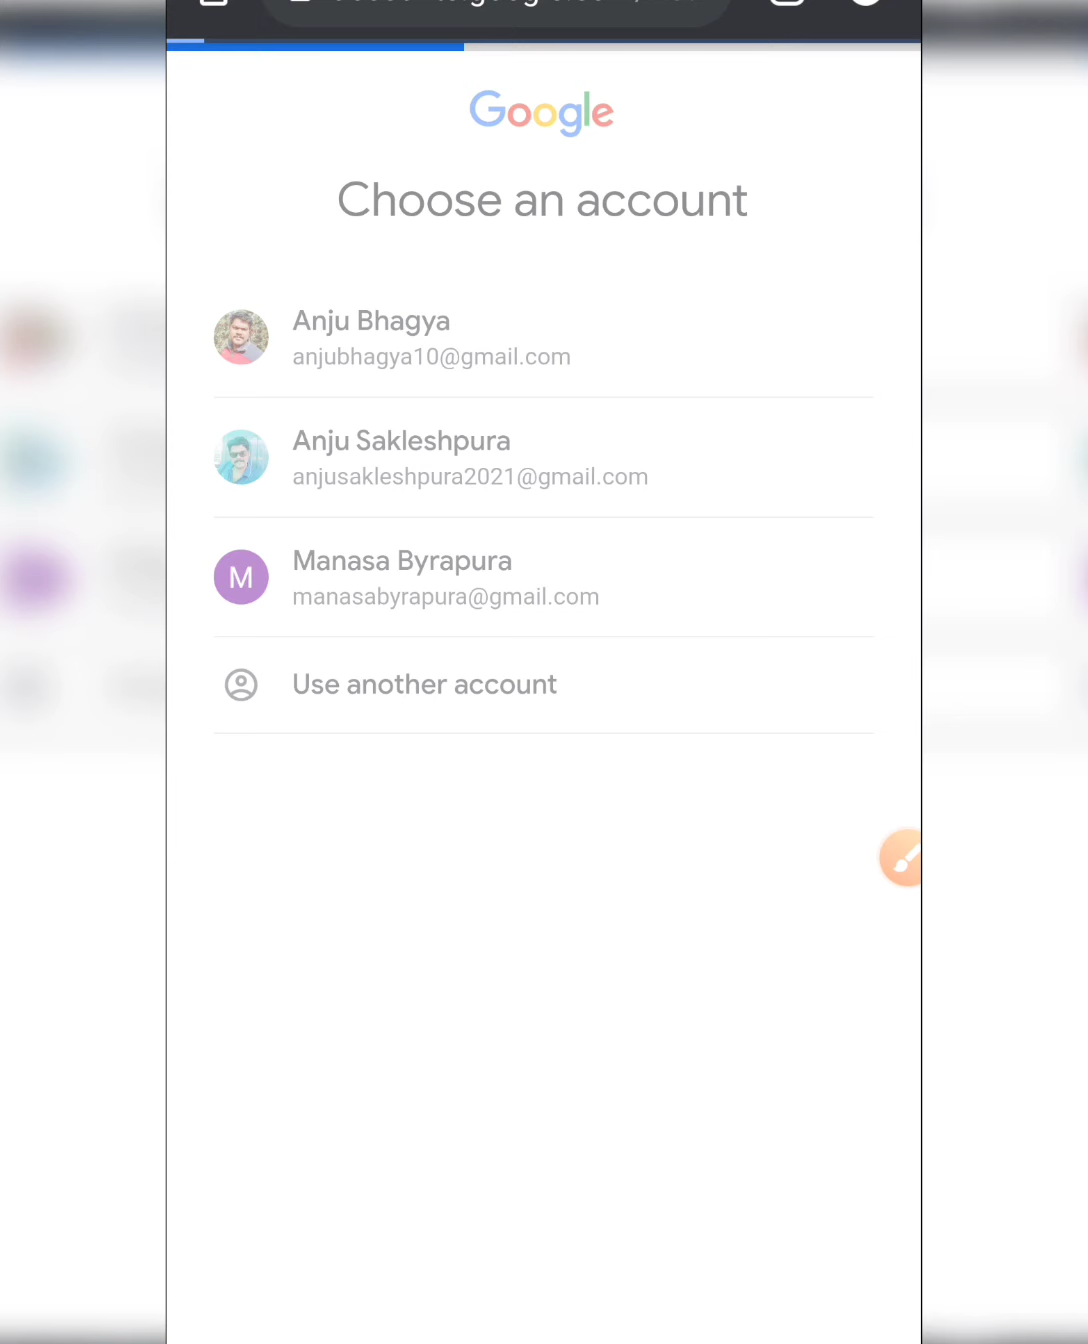 Google
Choose an account
Anju Bhagya
anjubhagya10@gmail.com
Anju Sakleshpura
anjusakleshpura2021@gmail.com
M
Manasa Byrapura
manasabyrapura@gmail.com
Use another account